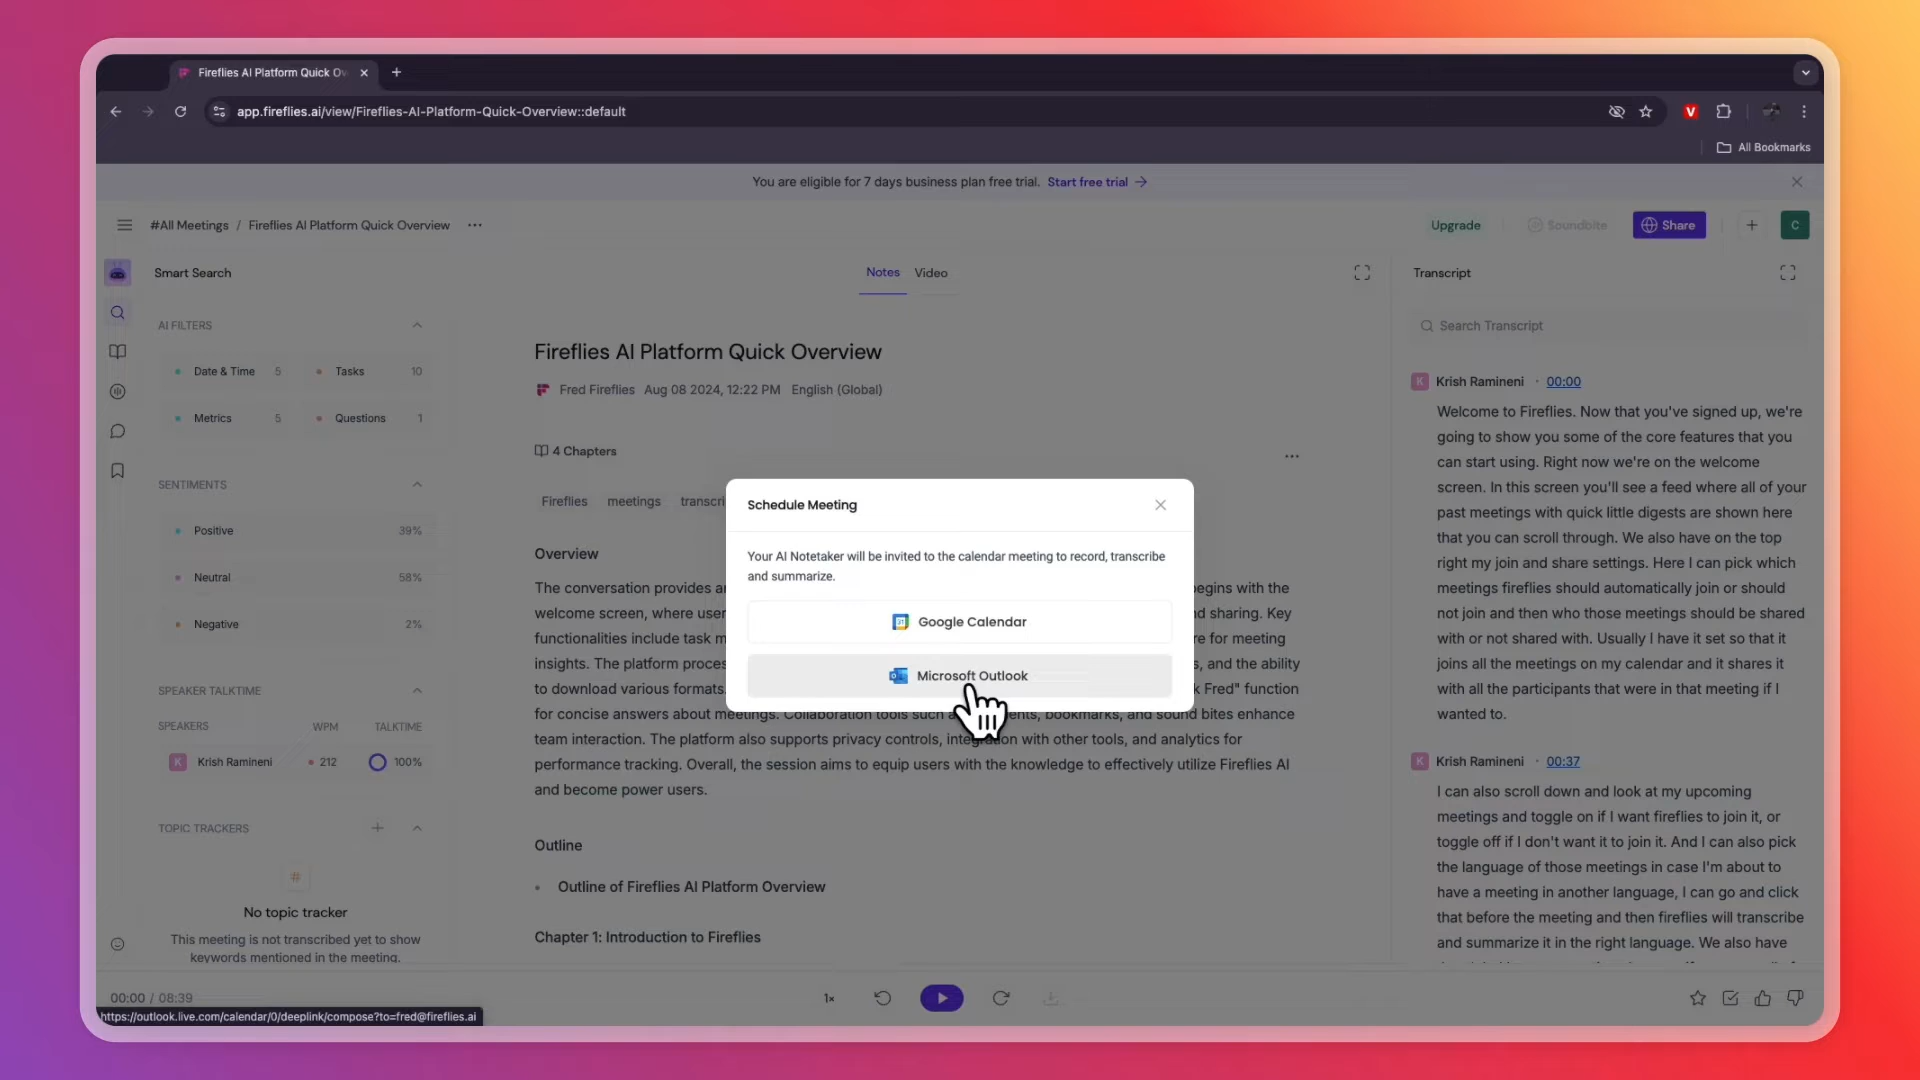 Fireflies AI Platform Quick Ov
app.fireflies.ai/view/Fireflies-AI-Platform-Quick-Overview::default
V
All Bookmarks
You are eligible for 7 days business plan free trial. Start free trial →
#All Meetings / Fireflies AI Platform Quick Overview ...
Upgrade
Soundbite
Share
C
Smart Search
AI FILTERS
Date & Time 5
Tasks 10
Metrics 5
Questions 1
SENTIMENTS
Positive 39%
Neutral 58%
Negative 2%
SPEAKER TALKTIME
SPEAKERS WPM TALKTIME
K Krish Ramineni 212 100%
TOPIC TRACKERS
#
No topic tracker
This meeting is not transcribed yet to show
keywords mentioned in the meeting.
Notes Video
Fireflies AI Platform Quick Overview
Fred Fireflies Aug 08 2024, 12:22 PM English (Global)
4 Chapters
Fireflies meetings transcri
Overview
The conversation provides a egins with the
welcome screen, where user d sharing. Key
functionalities include task m re for meeting
insights. The platform proces s, and the ability
to download various formats. k Fred" function
for concise answers about meetings. Collaboration tools such a ents, bookmarks, and sound bites enhance
team interaction. The platform also supports privacy controls, integration with other tools, and analytics for
performance tracking. Overall, the session aims to equip users with the knowledge to effectively utilize Fireflies AI
and become power users.
Outline
• Outline of Fireflies AI Platform Overview
Chapter 1: Introduction to Fireflies
Schedule Meeting
Your AI Notetaker will be invited to the calendar meeting to record, transcribe
and summarize.
31 Google Calendar
Microsoft Outlook
Transcript
Search Transcript
K Krish Ramineni · 00:00
Welcome to Fireflies. Now that you've signed up, we're
going to show you some of the core features that you
can start using. Right now we're on the welcome
screen. In this screen you'll see a feed where all of your
past meetings with quick little digests are shown here
that you can scroll through. We also have on the top
right my join and share settings. Here I can pick which
meetings fireflies should automatically join or should
not join and then who those meetings should be shared
with or not shared with. Usually I have it set so that it
joins all the meetings on my calendar and it shares it
with all the participants that were in that meeting if I
wanted to.
K Krish Ramineni · 00:37
I can also scroll down and look at my upcoming
meetings and toggle on if I want fireflies to join it, or
toggle off if I don't want it to join it. And I can also pick
the language of those meetings in case I'm about to
have a meeting in another language, I can go and click
that before the meeting and then fireflies will transcribe
and summarize it in the right language. We also have
00:00 / 08:39
1x
https://outlook.live.com/calendar/0/deeplink/compose?to=fred@fireflies.ai